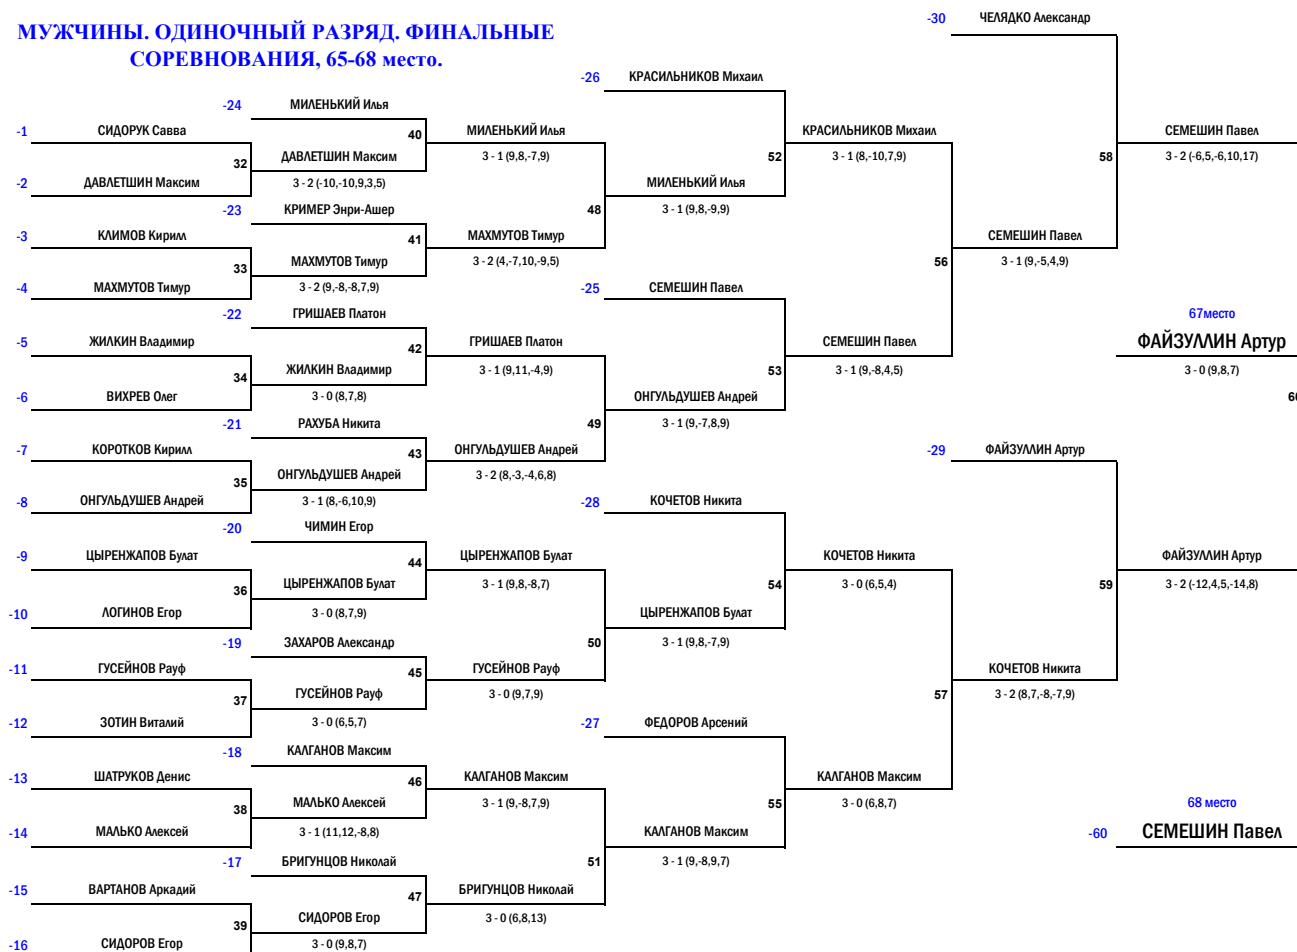 МУЖЧИНЫ. ОДИНОЧНЫЙ РАЗРЯД. ФИНАЛЬНЫЕ
СОРЕВНОВАНИЯ, 65-68 место.
-30 ЧЕЛЯДКО Александр
-26 КРАСИЛЬНИКОВ Михаил
-24 МИЛЕНЬКИЙ Илья
-1 СИДОРУК Савва 40 МИЛЕНЬКИЙ Илья КРАСИЛЬНИКОВ Михаил СЕМЕШИН Павел
32 ДАВЛЕТШИН Максим 3 - 1 (9,8,-7,9) 52 3 - 1 (8,-10,7,9) 58 3 - 2 (-6,5,-6,10,17)
-2 ДАВЛЕТШИН Максим 3 - 2 (-10,-10,9,3,5) МИЛЕНЬКИЙ Илья
-23 КРИМЕР Энри-Ашер 48 3 - 1 (9,8,-9,9)
-3 КЛИМОВ Кирилл 41 МАХМУТОВ Тимур СЕМЕШИН Павел
33 МАХМУТОВ Тимур 3 - 2 (4,-7,10,-9,5) 56 3 - 1 (9,-5,4,9)
-4 МАХМУТОВ Тимур 3 - 2 (9,-8,-8,7,9) -25 СЕМЕШИН Павел
-22 ГРИШАЕВ Платон 67место
-5 ЖИЛКИН Владимир 42 ГРИШАЕВ Платон СЕМЕШИН Павел ФАЙЗУЛЛИН Артур
34 ЖИЛКИН Владимир 3 - 1 (9,11,-4,9) 53 3 - 1 (9,-8,4,5) 3 - 0 (9,8,7)
-6 ВИХРЕВ Олег 3 - 0 (8,7,8) ОНГУЛЬДУШЕВ Андрей
-21 РАХУБА Никита 49 3 - 1 (9,-7,8,9)
-7 КОРОТКОВ Кирилл 43 ОНГУЛЬДУШЕВ Андрей -29 ФАЙЗУЛЛИН Артур
35 ОНГУЛЬДУШЕВ Андрей 3 - 2 (8,-3,-4,6,8)
-8 ОНГУЛЬДУШЕВ Андрей 3 - 1 (8,-6,10,9) -28 КОЧЕТОВ Никита
-20 ЧИМИН Егор
-9 ЦЫРЕНЖАПОВ Булат 44 ЦЫРЕНЖАПОВ Булат КОЧЕТОВ Никита ФАЙЗУЛЛИН Артур
36 ЦЫРЕНЖАПОВ Булат 3 - 1 (9,8,-8,7) 54 3 - 0 (6,5,4) 59 3 - 2 (-12,4,5,-14,8)
-10 ЛОГИНОВ Егор 3 - 0 (8,7,9) ЦЫРЕНЖАПОВ Булат
-19 ЗАХАРОВ Александр 50 3 - 1 (9,8,-7,9)
-11 ГУСЕЙНОВ Рауф 45 ГУСЕЙНОВ Рауф КОЧЕТОВ Никита
37 ГУСЕЙНОВ Рауф 3 - 0 (9,7,9) 57 3 - 2 (8,7,-8,-7,9)
-12 ЗОТИН Виталий 3 - 0 (6,5,7) -27 ФЕДОРОВ Арсений
-18 КАЛГАНОВ Максим
-13 ШАТРУКОВ Денис 46 КАЛГАНОВ Максим КАЛГАНОВ Максим
38 МАЛЬКО Алексей 3 - 1 (9,-8,7,9) 55 3 - 0 (6,8,7) 68 место
-14 МАЛЬКО Алексей 3 - 1 (11,12,-8,8) КАЛГАНОВ Максим -60 СЕМЕШИН Павел
-17 БРИГУНЦОВ Николай 51 3 - 1 (9,-8,9,7)
-15 ВАРТАНОВ Аркадий 47 БРИГУНЦОВ Николай
39 СИДОРОВ Егор 3 - 0 (6,8,13)
-16 СИДОРОВ Егор 3 - 0 (9,8,7)